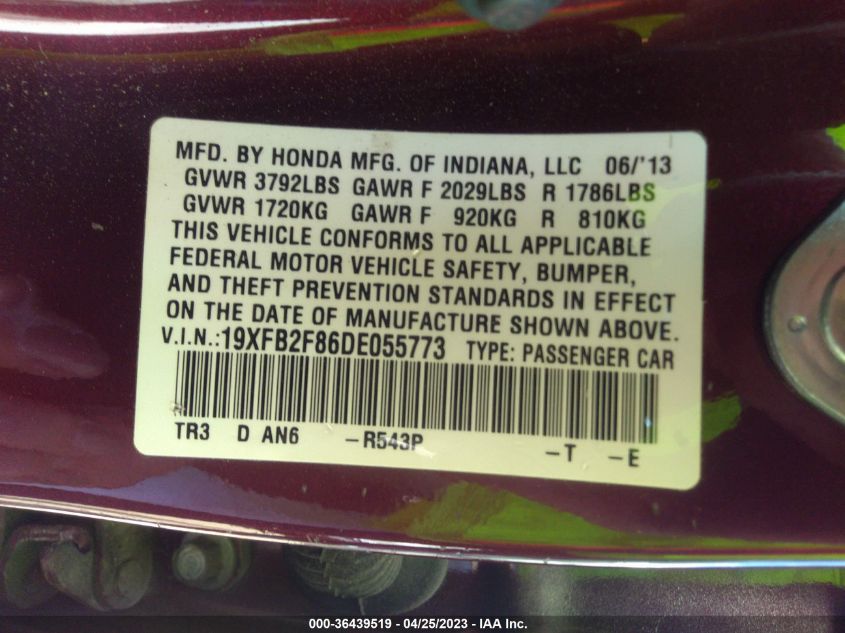 MFD. BY HONDA MFG. OF INDIANA, LLC 06/'13
GVWR 3792LBS GAWR F 2029LBS R 1786LBS
GVWR 1720KG GAWR F 920KG R 810KG
THIS VEHICLE CONFORMS TO ALL APPLICABLE
FEDERAL MOTOR VEHICLE SAFETY, BUMPER,
AND THEFT PREVENTION STANDARDS IN EFFECT
ON THE DATE OF MANUFACTURE SHOWN ABOVE.
V.I.N.:19XFB2F86DE055773 TYPE: PASSENGER CAR
TR3 D AN6 -R543P -T -E
000-36439519 - 04/25/2023 - IAA Inc.